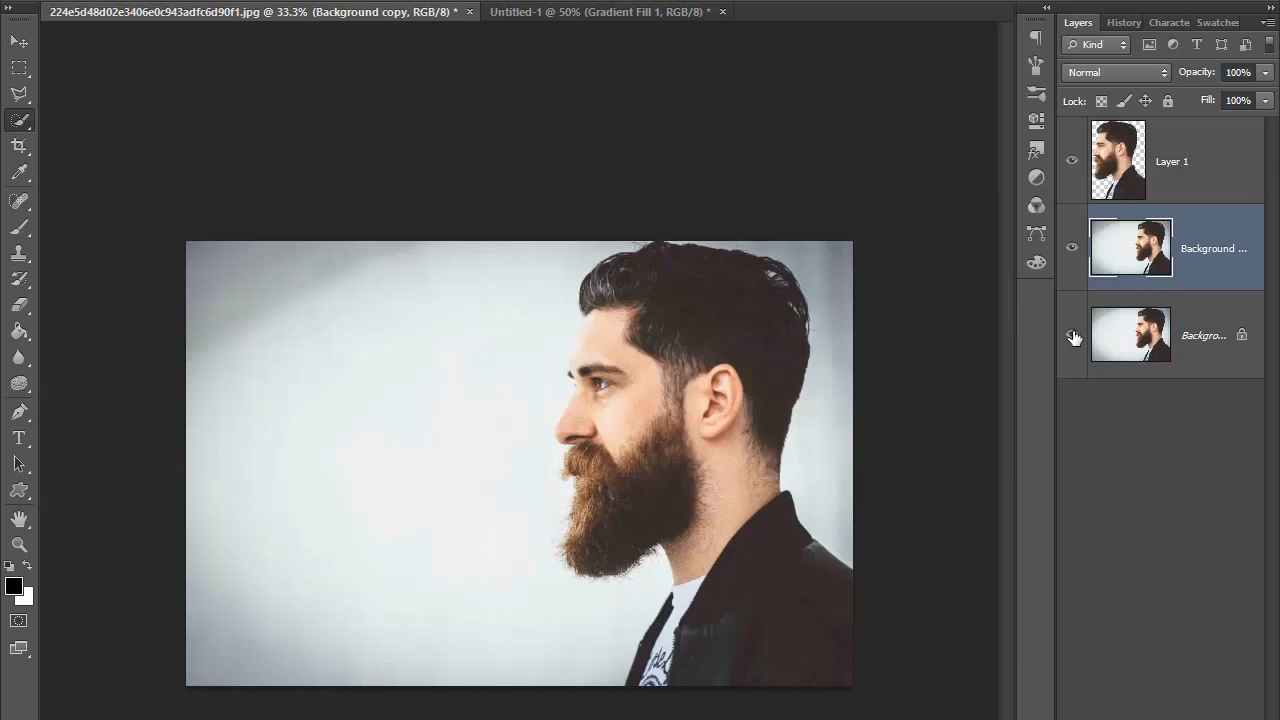 224e5d48d02e3406e0c943adfc6d90f1.jpg @ 33.3% (Background copy, RGB/8) * ×
Untitled-1 @ 50% (Gradient Fill 1, RGB/8) * ×
Layers History Characte Swatches
Kind
Normal Opacity: 100%
Lock: Fill: 100%
Layer 1
Background ...
Backgro...